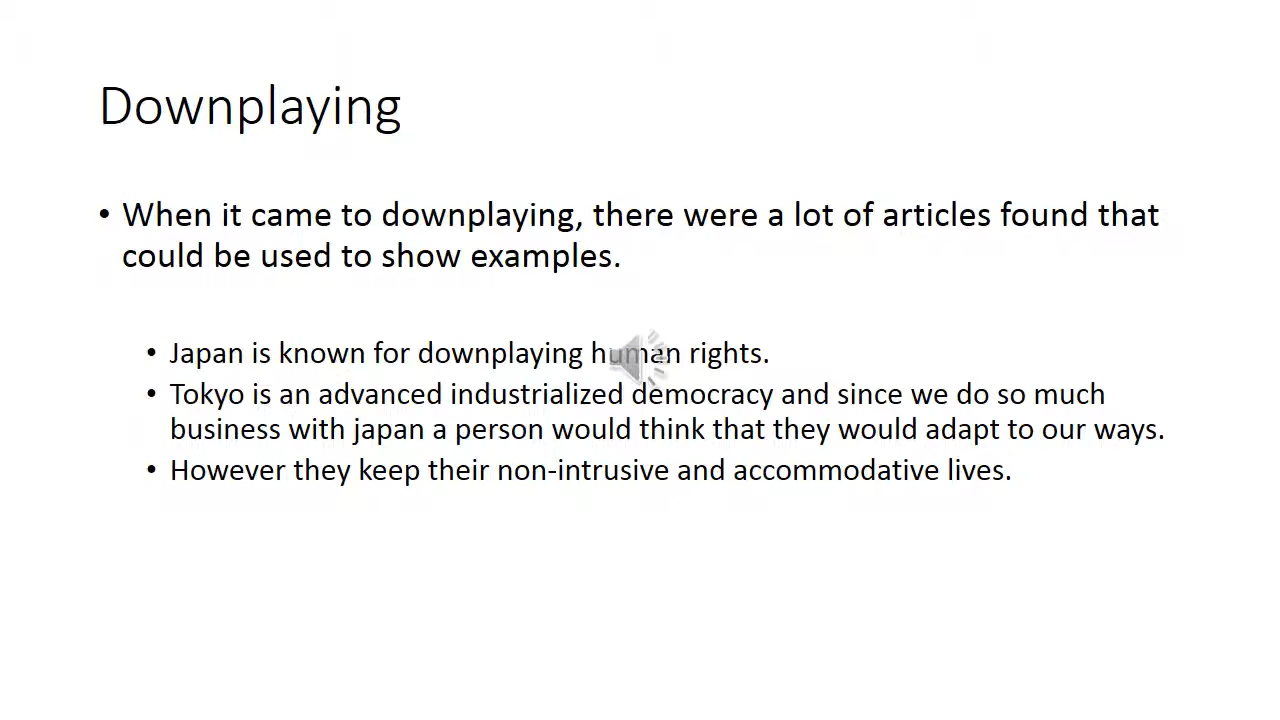 Downplaying
• When it came to downplaying, there were a lot of articles found that
could be used to show examples.
• Japan is known for downplaying human rights.
• Tokyo is an advanced industrialized democracy and since we do so much
business with japan a person would think that they would adapt to our ways.
• However they keep their non-intrusive and accommodative lives.